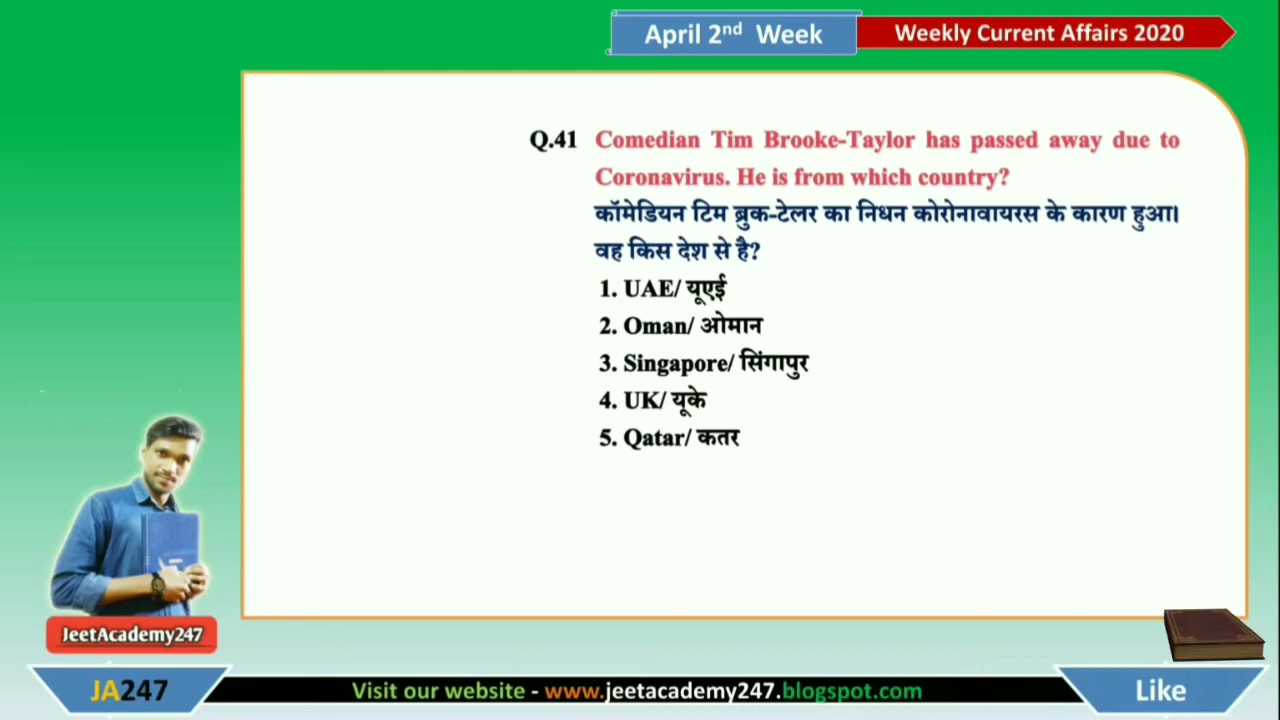 April 2nd Week
Weekly Current Affairs 2020
Q.41 Comedian Tim Brooke-Taylor has passed away due to
Coronavirus. He is from which country?
कॉमेडियन टिम ब्रुक-टेलर का निधन कोरोनावायरस के कारण हुआ।
वह किस देश से है?
1. UAE/ यूएई
2. Oman/ ओमान
3. Singapore/ सिंगापुर
4. UK/ यूके
5. Qatar/ कतर
JeetAcademy247
JA247
Visit our website - www.jeetacademy247.blogspot.com
Like